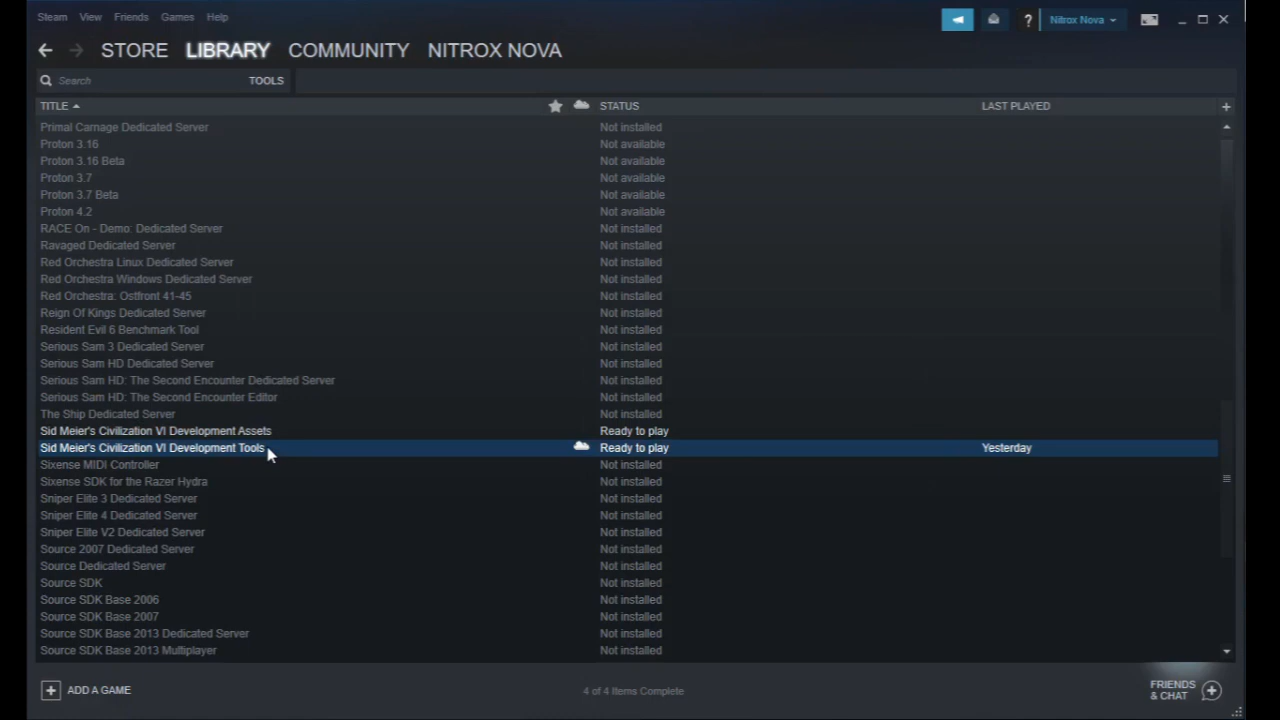 Steam View Friends Games Help
? Nitrox Nova
STORE LIBRARY COMMUNITY NITROX NOVA
Search TOOLS
TITLE STATUS LAST PLAYED +
Primal Carnage Dedicated Server Not installed
Proton 3.16 Not available
Proton 3.16 Beta Not available
Proton 3.7 Not available
Proton 3.7 Beta Not available
Proton 4.2 Not available
RACE On - Demo: Dedicated Server Not installed
Ravaged Dedicated Server Not installed
Red Orchestra Linux Dedicated Server Not installed
Red Orchestra Windows Dedicated Server Not installed
Red Orchestra: Ostfront 41-45 Not installed
Reign Of Kings Dedicated Server Not installed
Resident Evil 6 Benchmark Tool Not installed
Serious Sam 3 Dedicated Server Not installed
Serious Sam HD Dedicated Server Not installed
Serious Sam HD: The Second Encounter Dedicated Server Not installed
Serious Sam HD: The Second Encounter Editor Not installed
The Ship Dedicated Server Not installed
Sid Meier's Civilization VI Development Assets Ready to play
Sid Meier's Civilization VI Development Tools Ready to play Yesterday
Sixense MIDI Controller Not installed
Sixense SDK for the Razer Hydra Not installed
Sniper Elite 3 Dedicated Server Not installed
Sniper Elite 4 Dedicated Server Not installed
Sniper Elite V2 Dedicated Server Not installed
Source 2007 Dedicated Server Not installed
Source Dedicated Server Not installed
Source SDK Not installed
Source SDK Base 2006 Not installed
Source SDK Base 2007 Not installed
Source SDK Base 2013 Dedicated Server Not installed
Source SDK Base 2013 Multiplayer Not installed
+ ADD A GAME 4 of 4 Items Complete FRIENDS
& CHAT +